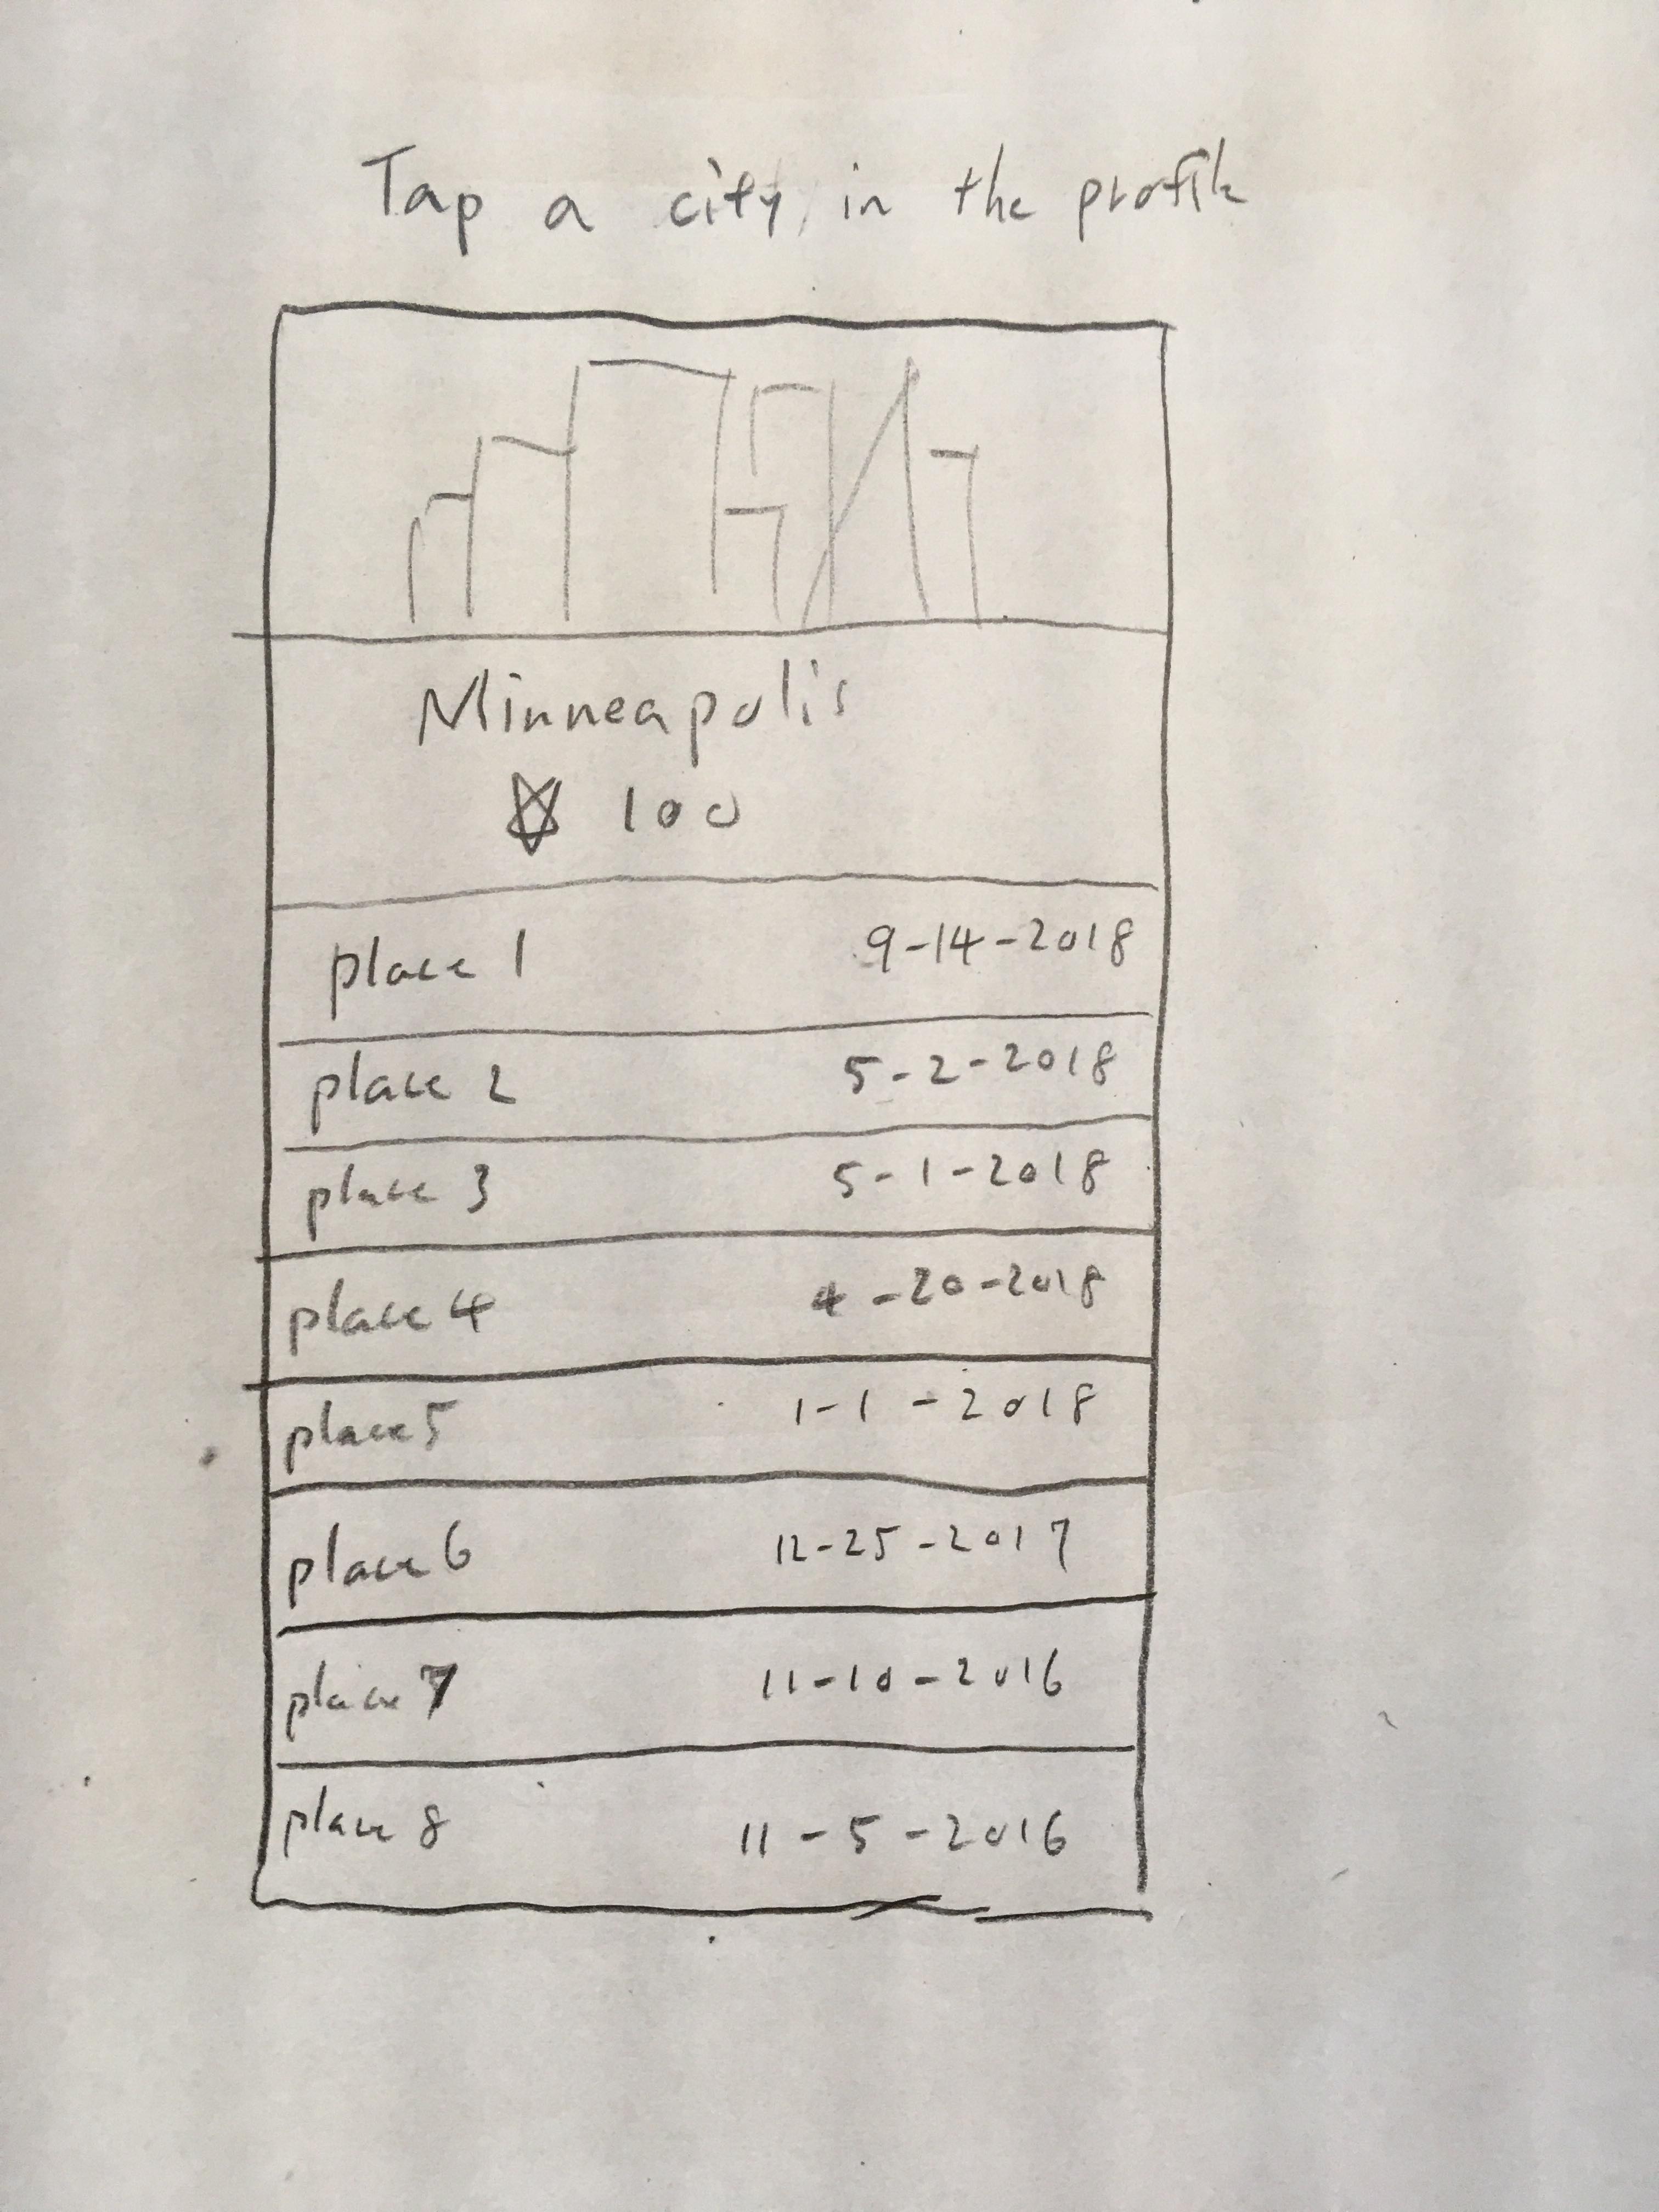 Tap a city in the profile
Minneapolis
☆ 100
place 1 9-14-2018
place 2 5-2-2018
place 3 5-1-2018
place 4 4-20-2018
place 5 1-1-2018
place 6 12-25-2017
place 7 11-10-2016
place 8 11-5-2016